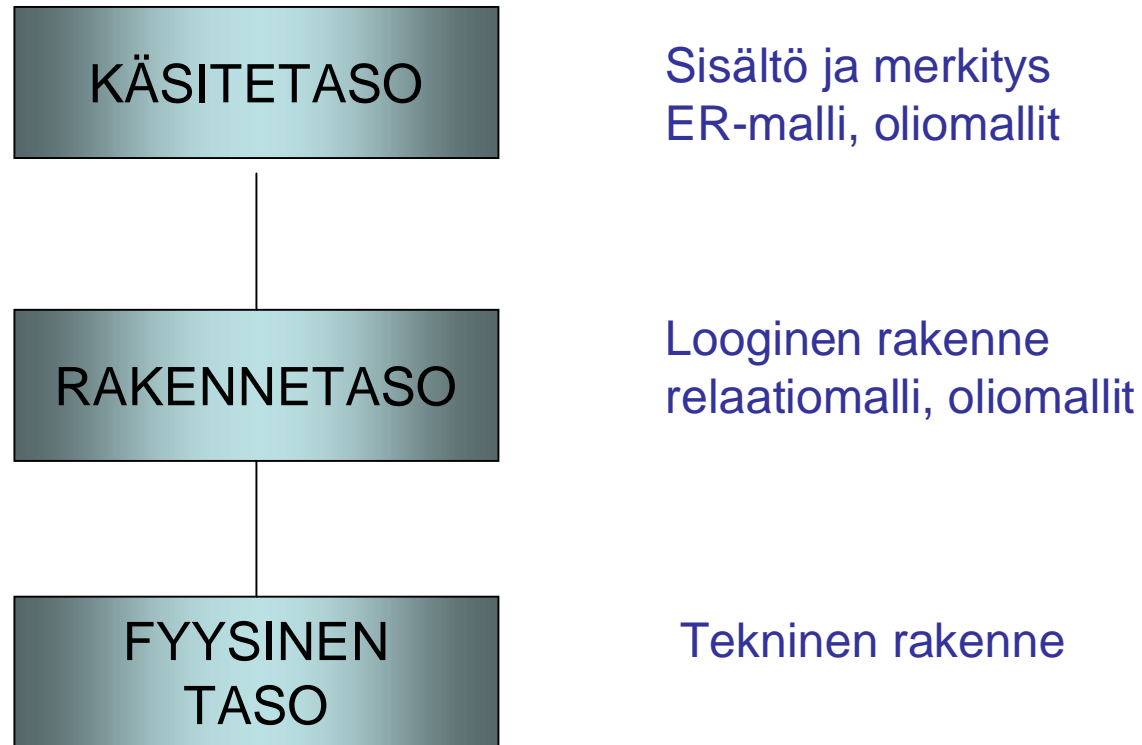 KÄSITETASO
Sisältö ja merkitys
ER-malli, oliomallit
RAKENNETASO
Looginen rakenne
relaatiomalli, oliomallit
FYYSINEN
TASO
Tekninen rakenne